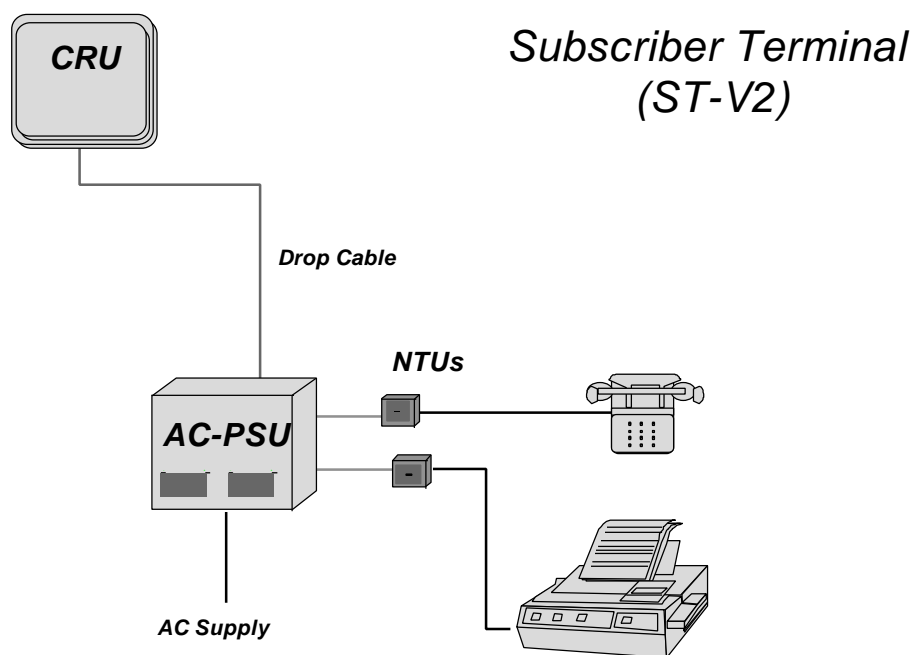 CRU
Subscriber Terminal
(ST-V2)
Drop Cable
NTUs
AC-PSU
AC Supply